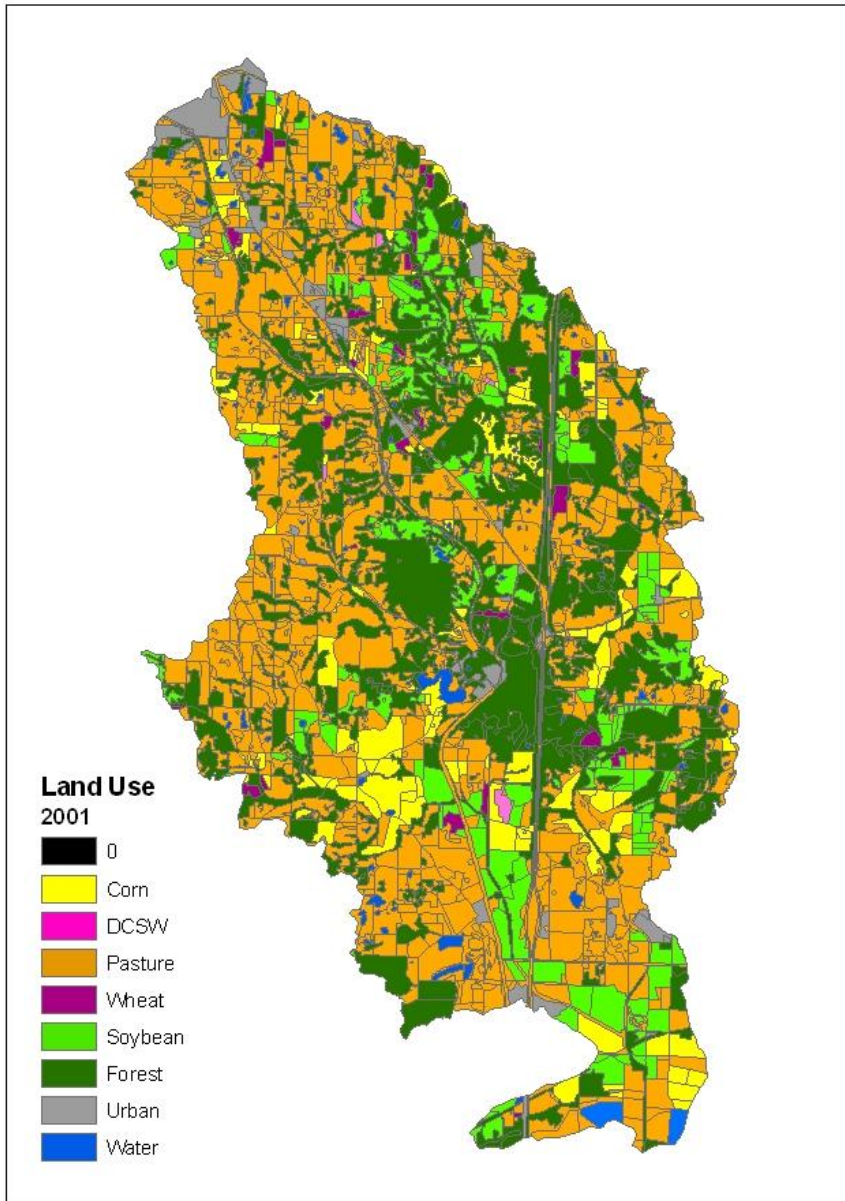 Land Use
2001
0
Corn
DCSW
Pasture
Wheat
Soybean
Forest
Urban
Water